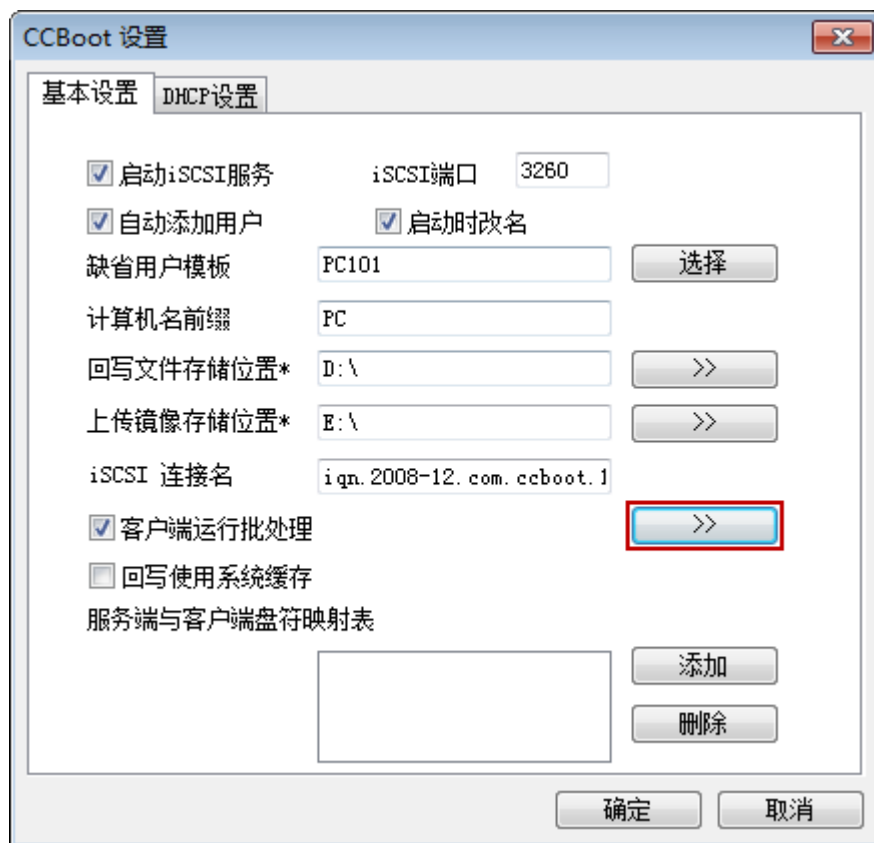 CCBoot 设置
基本设置 DHCP设置
启动iSCSI服务 iSCSI端口 3260
自动添加用户 启动时改名
缺省用户模板 PC101 选择
计算机名前缀 PC
回写文件存储位置* D:\ >>
上传镜像存储位置* E:\ >>
iSCSI 连接名 iqn.2008-12.com.ccboot.1
客户端运行批处理 >>
回写使用系统缓存
服务端与客户端盘符映射表
添加
删除
确定 取消